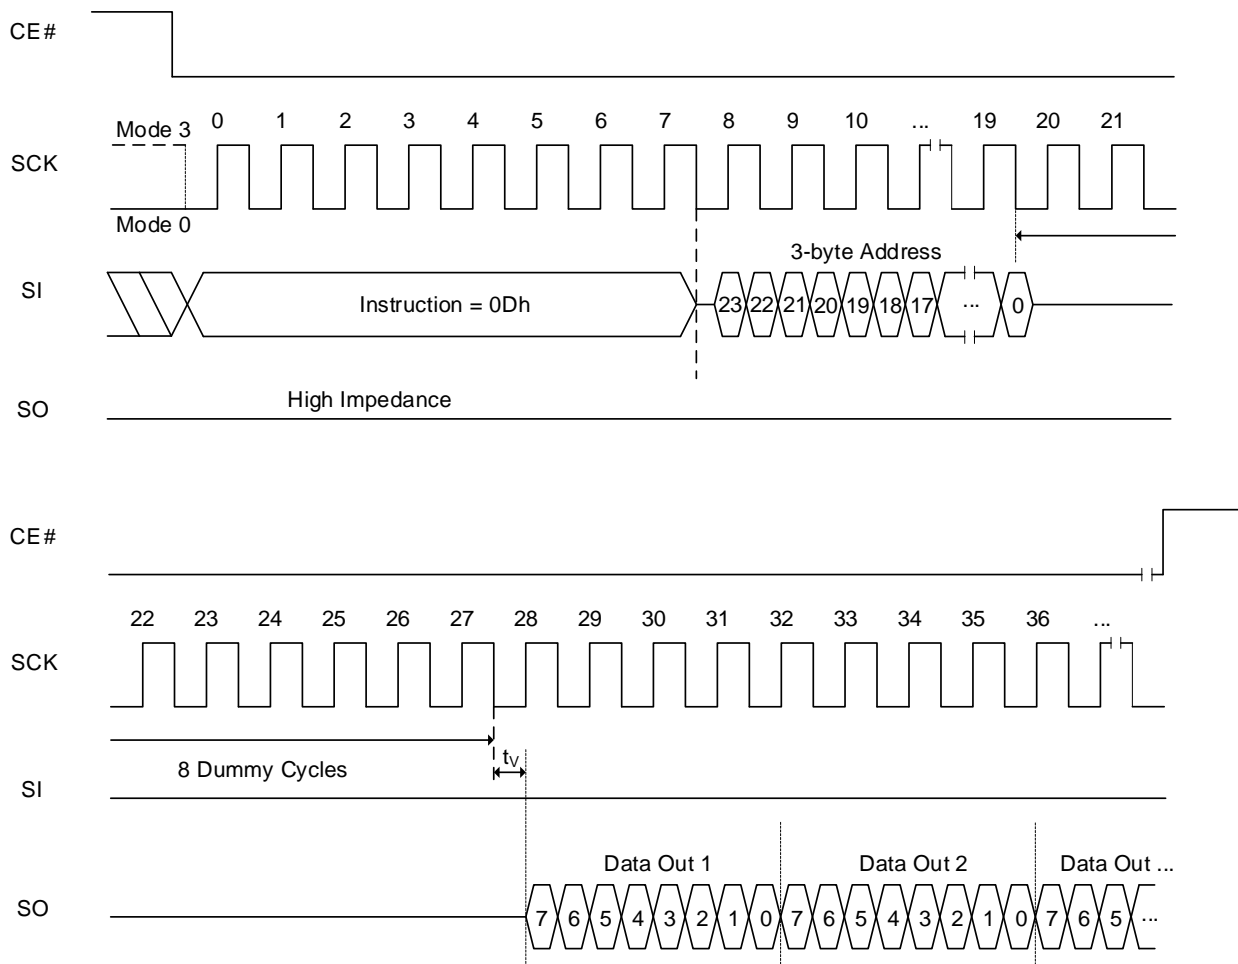 CE#
Mode 3 0 1 2 3 4 5 6 7 8 9 10 ... 19 20 21
SCK
Mode 0
3-byte Address
SI
Instruction = 0Dh 23 22 21 20 19 18 17 ... 0
High Impedance
SO
CE#
22 23 24 25 26 27 28 29 30 31 32 33 34 35 36 ...
SCK
8 Dummy Cycles tV
SI
Data Out 1 Data Out 2 Data Out ...
SO 7 6 5 4 3 2 1 0 7 6 5 4 3 2 1 0 7 6 5 ...